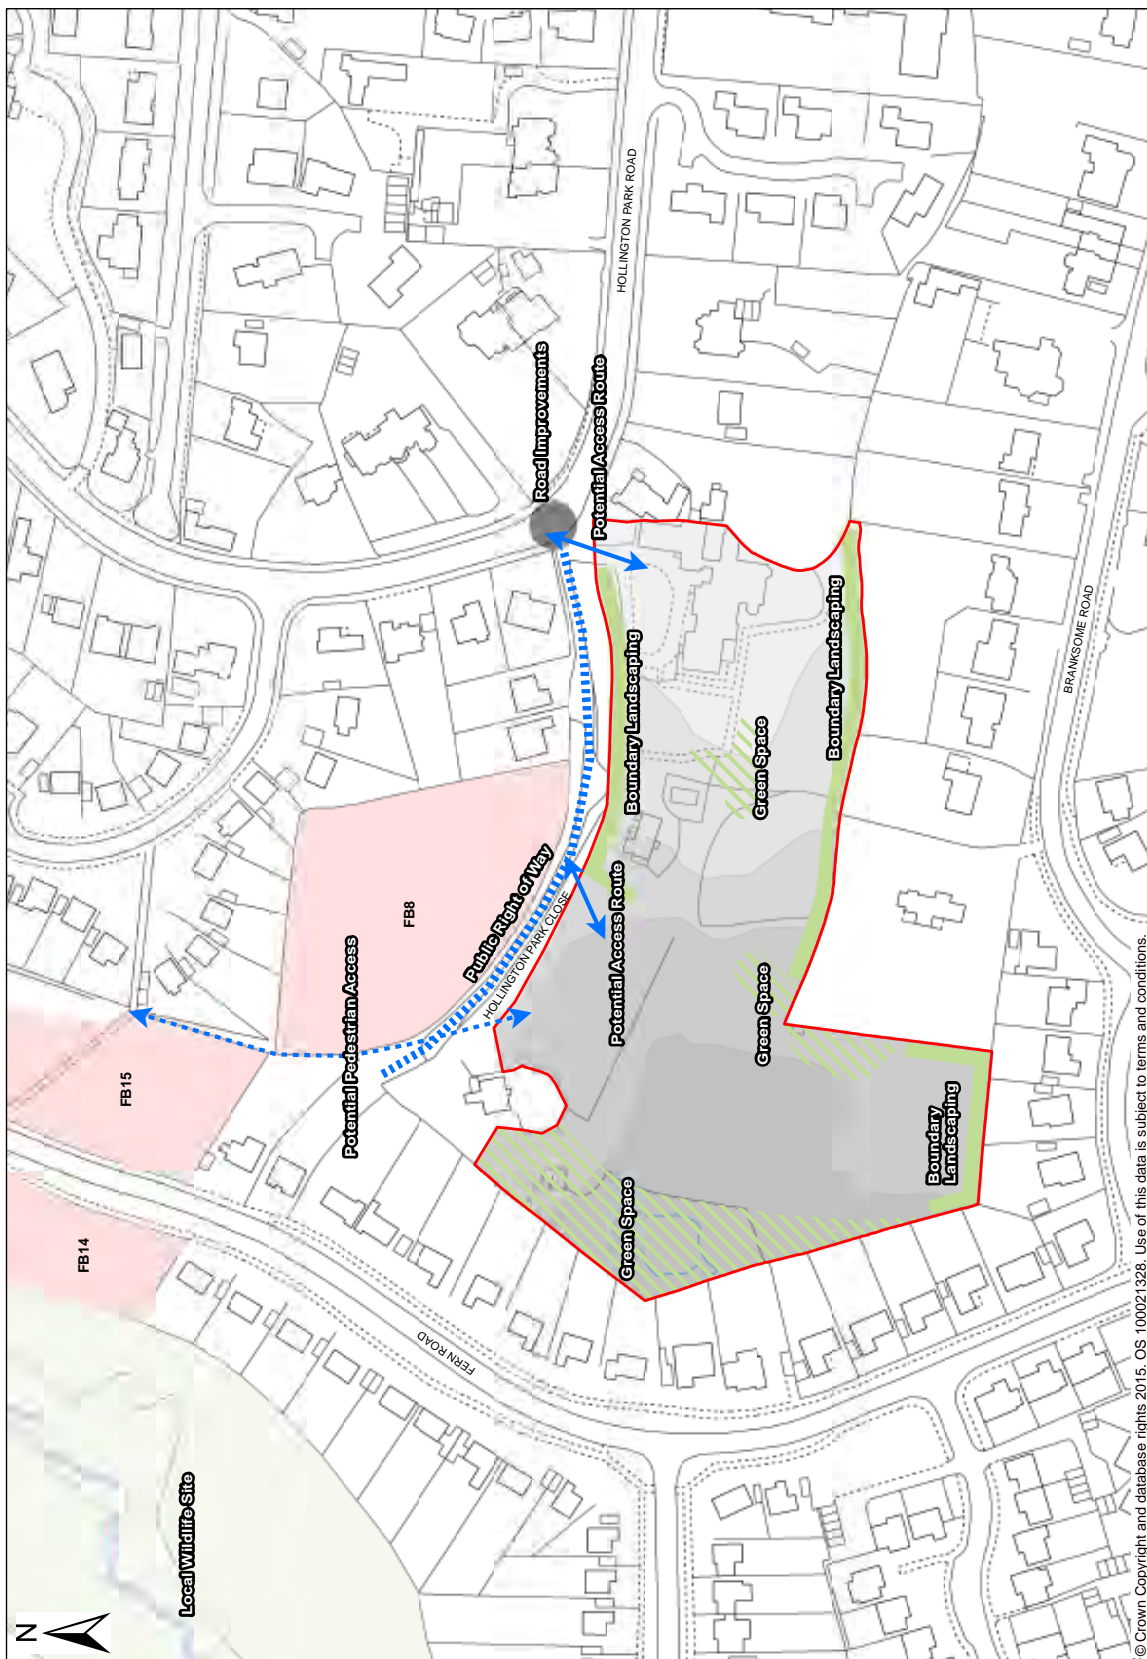 N
Local Wildlife Site
FB14
FB15
FERN ROAD
Potential Pedestrian Access
FB8
Public Right of Way
HOLLINGTON PARK CLOSE
Road Improvements
Potential Access Route
HOLLINGTON PARK ROAD
Potential Access Route
Boundary Landscaping
Green Space
Green Space
Green Space
Boundary Landscaping
Boundary
Landscaping
BRANKSOME ROAD
© Crown Copyright and database rights 2015. OS 100021328. Use of this data is subject to terms and conditions.